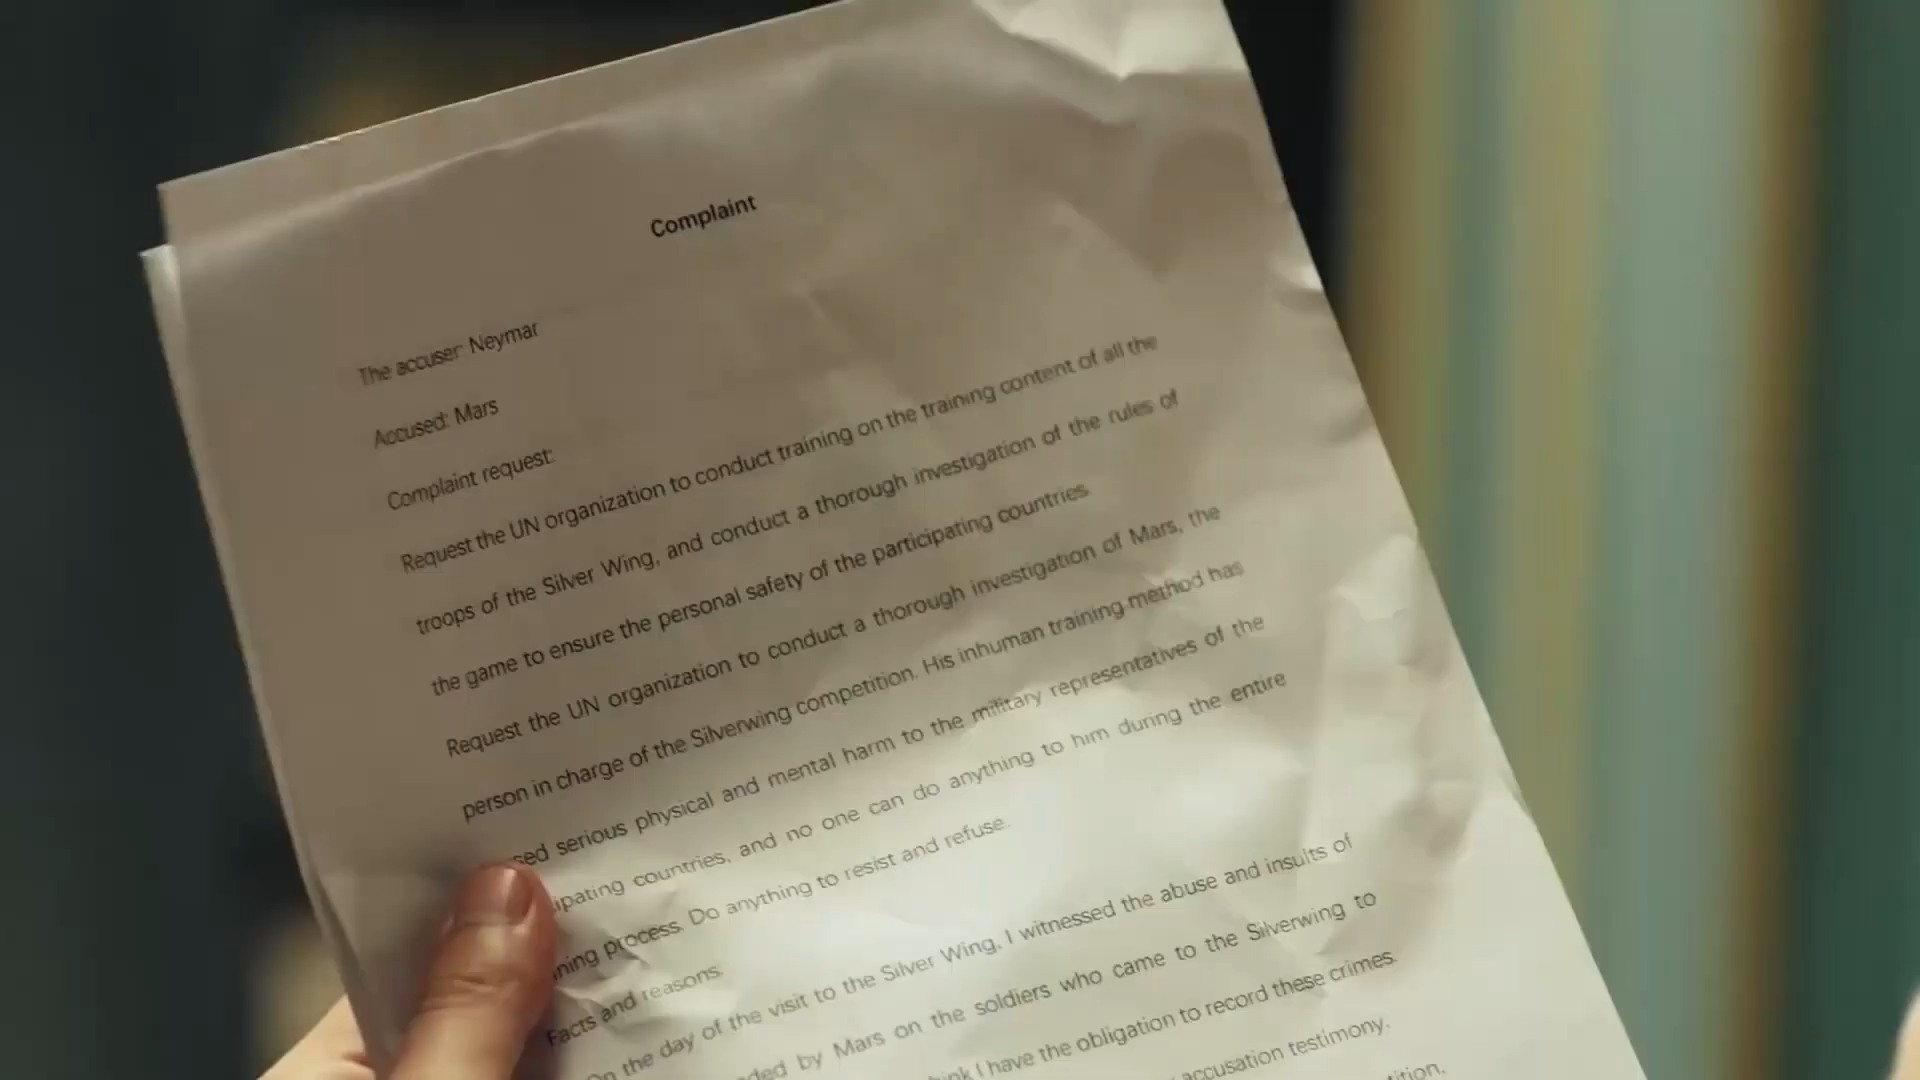 Complaint
The accuser: Neymar
Accused: Mars
Complaint request:
Request the UN organization to conduct training on the training content of all the
troops of the Silver Wing, and conduct a thorough investigation of the rules of
the game to ensure the personal safety of the participating countries.
Request the UN organization to conduct a thorough investigation of Mars, the
person in charge of the Silverwing competition. His inhuman training method has
sed serious physical and mental harm to the military representatives of the
ipating countries, and no one can do anything to him during the entire
ining process. Do anything to resist and refuse.
Facts and reasons:
On the day of the visit to the Silver Wing, I witnessed the abuse and insults of
ded by Mars on the soldiers who came to the Silverwing to
I have the obligation to record these crimes.
accusation testimony.